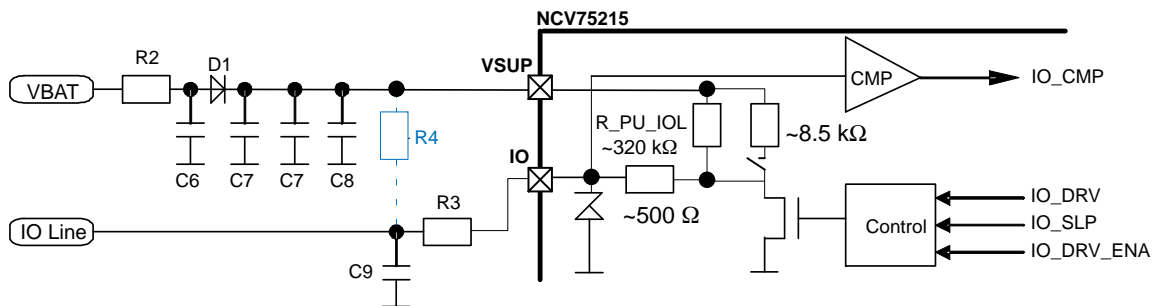 NCV75215
R2
D1
VSUP
VBAT
CMP
IO_CMP
R4
R_PU_IOL
~320 kΩ
~8.5 kΩ
C6
C7
C7
C8
IO
R3
~500 Ω
IO_DRV
Control
IO_SLP
IO Line
IO_DRV_ENA
C9